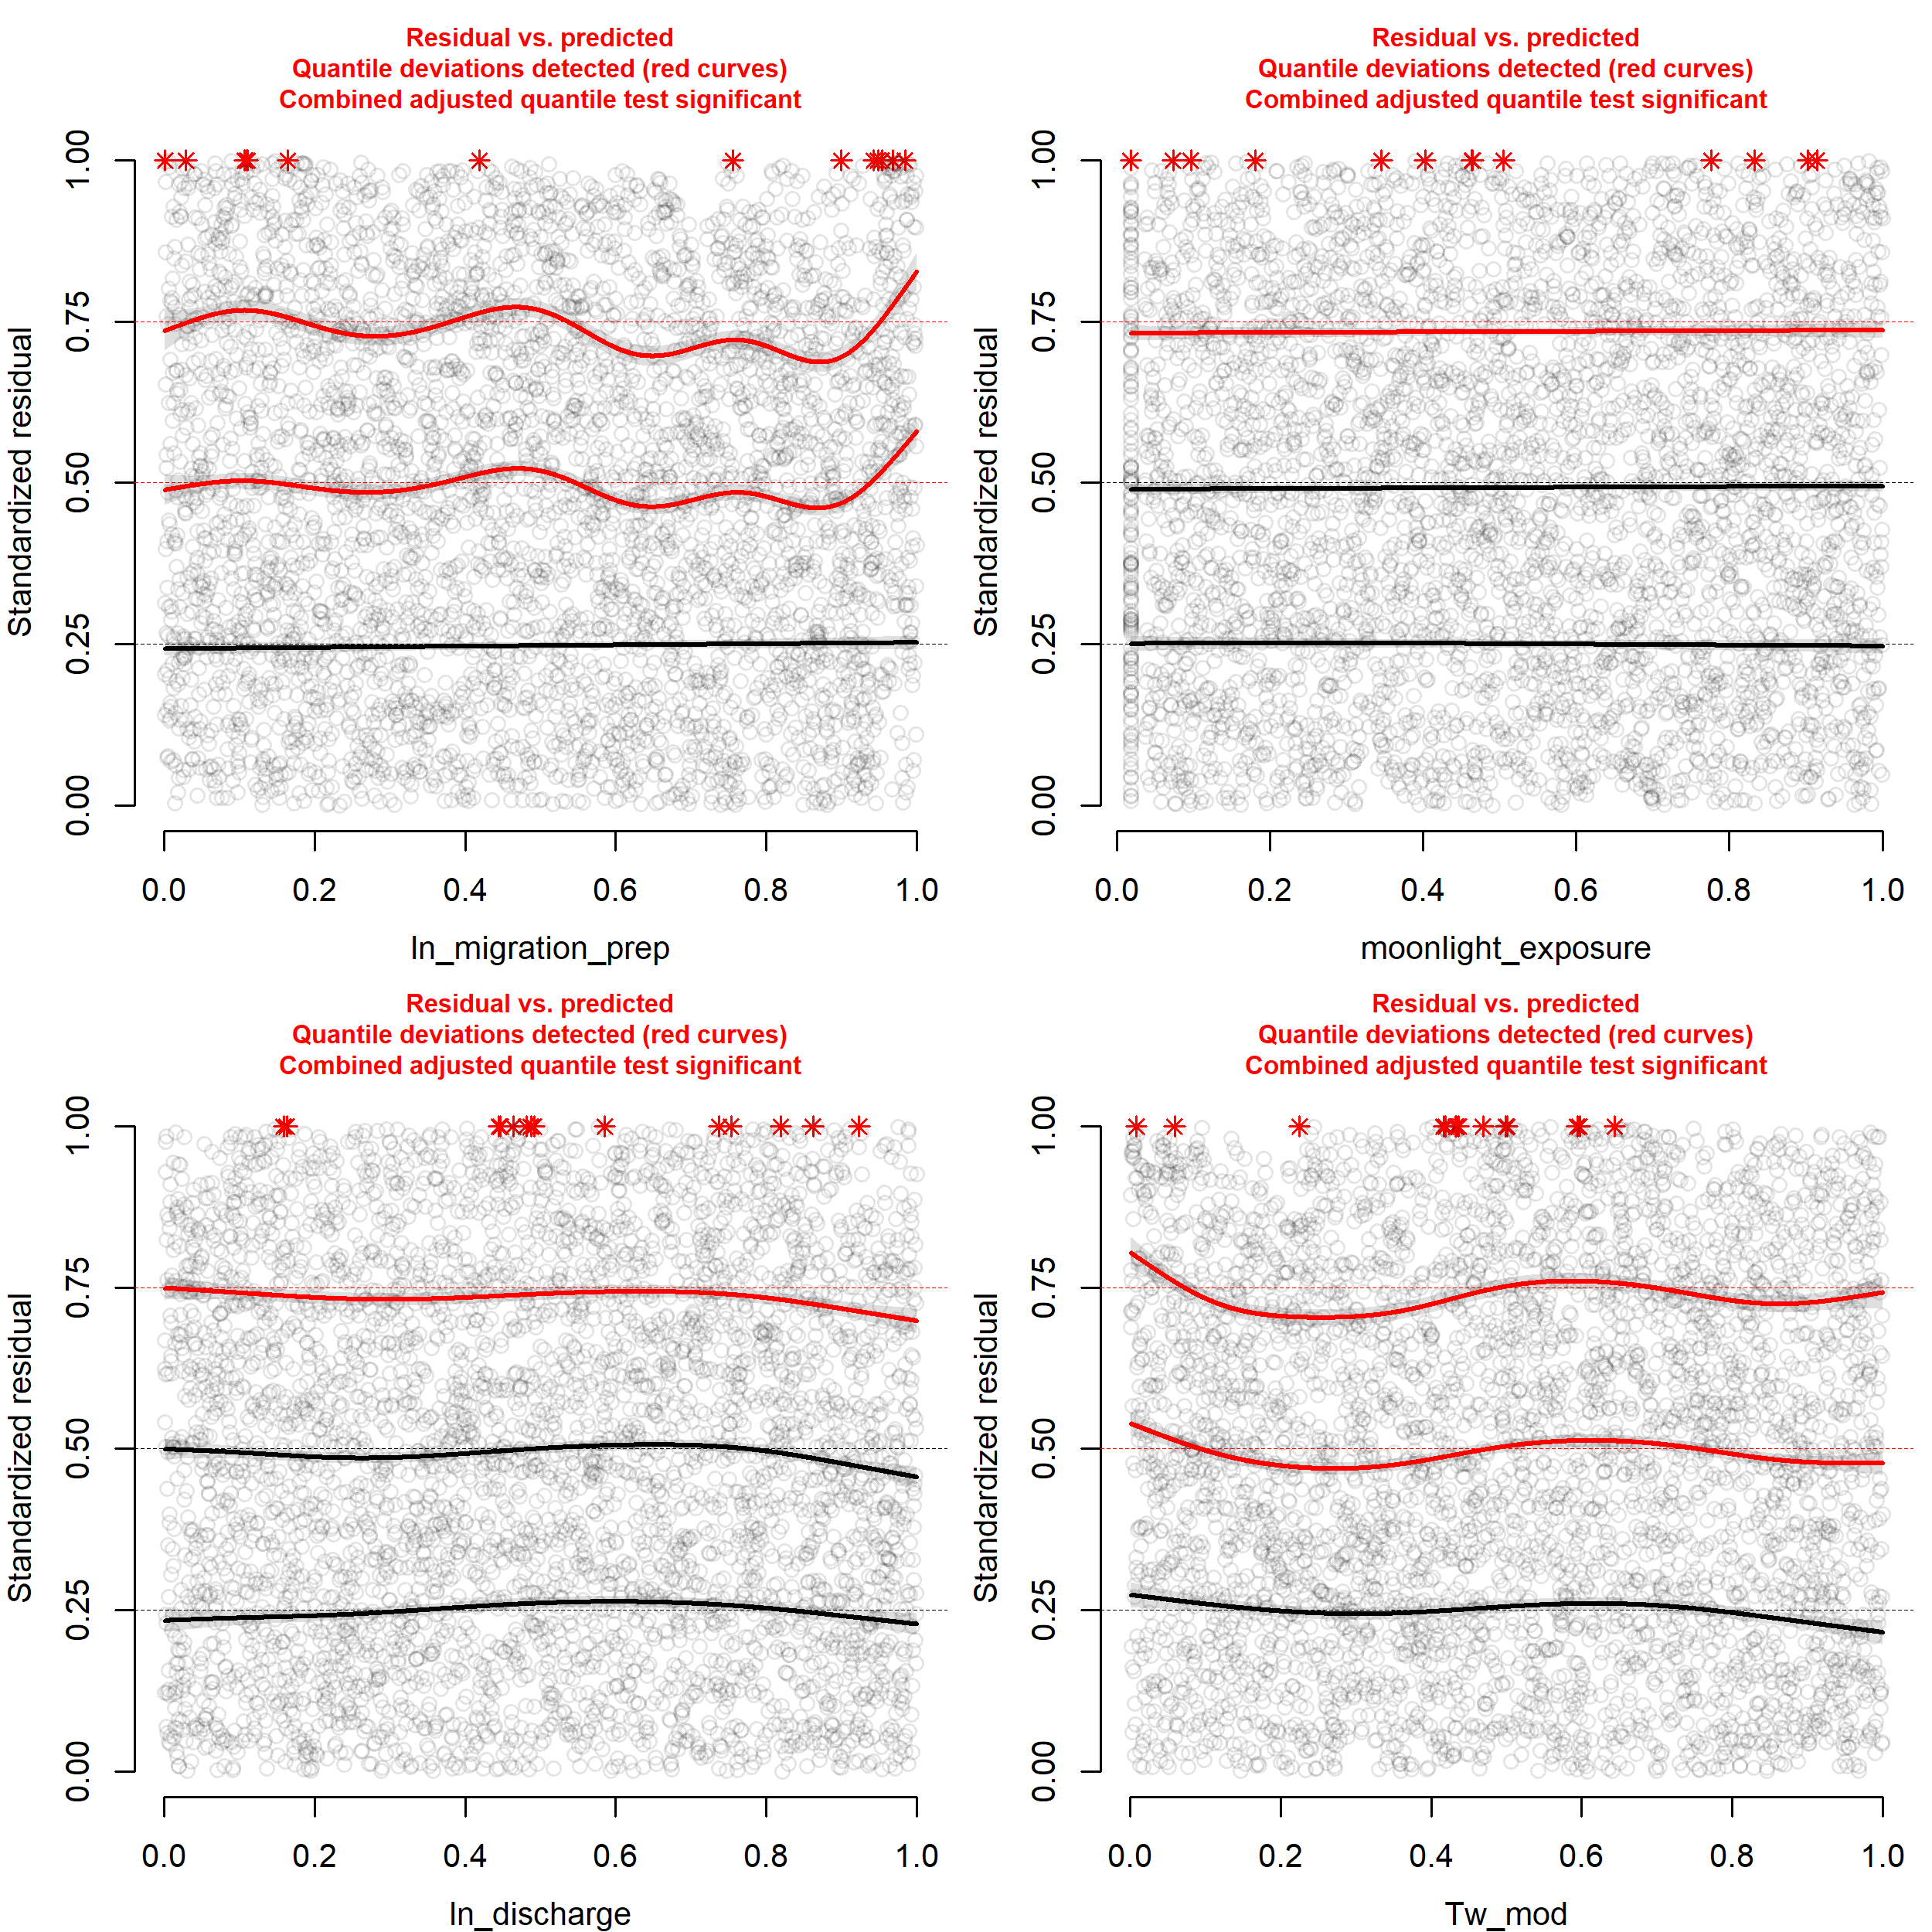 Residual vs. predicted
Quantile deviations detected (red curves)
Combined adjusted quantile test significant
Standardized residual
1.00
0.75
0.50
0.25
0.00
0.0 0.2 0.4 0.6 0.8 1.0
ln_migration_prep
Residual vs. predicted
Quantile deviations detected (red curves)
Combined adjusted quantile test significant
Standardized residual
1.00
0.75
0.50
0.25
0.00
0.0 0.2 0.4 0.6 0.8 1.0
moonlight_exposure
Residual vs. predicted
Quantile deviations detected (red curves)
Combined adjusted quantile test significant
Standardized residual
1.00
0.75
0.50
0.25
0.00
0.0 0.2 0.4 0.6 0.8 1.0
ln_discharge
Residual vs. predicted
Quantile deviations detected (red curves)
Combined adjusted quantile test significant
Standardized residual
1.00
0.75
0.50
0.25
0.00
0.0 0.2 0.4 0.6 0.8 1.0
Tw_mod